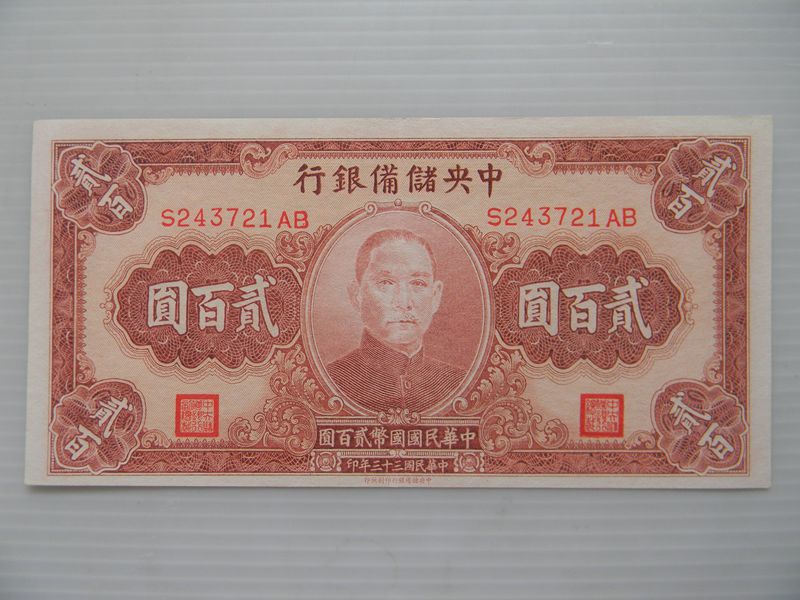 貳百
貳百
中央儲備銀行
S243721AB
S243721AB
貳百圓
貳百圓
中華民國國幣貳百圓
中華民國三十三年印
貳百
貳百